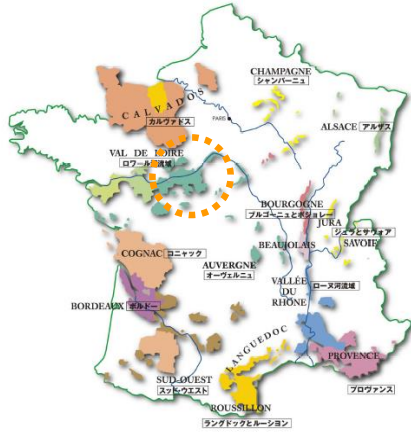 CHAMPAGNE
シャンパーニュ
CALVADOS
カルヴァドス
PARIS
ALSACE アルザス
VAL DE LOIRE
ロワール河流域
BOURGOGNE
ブルゴーニュとボジョレー
JURA
ジュラとサヴォア
SAVOIE
BEAUJOLAIS
COGNAC コニャック
AUVERGNE
オーヴェルニュ
VALLÉE
DU
RHÔNE
ローヌ河流域
BORDEAUX ボルドー
LANGUEDOC
PROVENCE
プロヴァンス
SUD-OUEST
スッド・ウエスト
ROUSSILLON
ラングドックとルーション